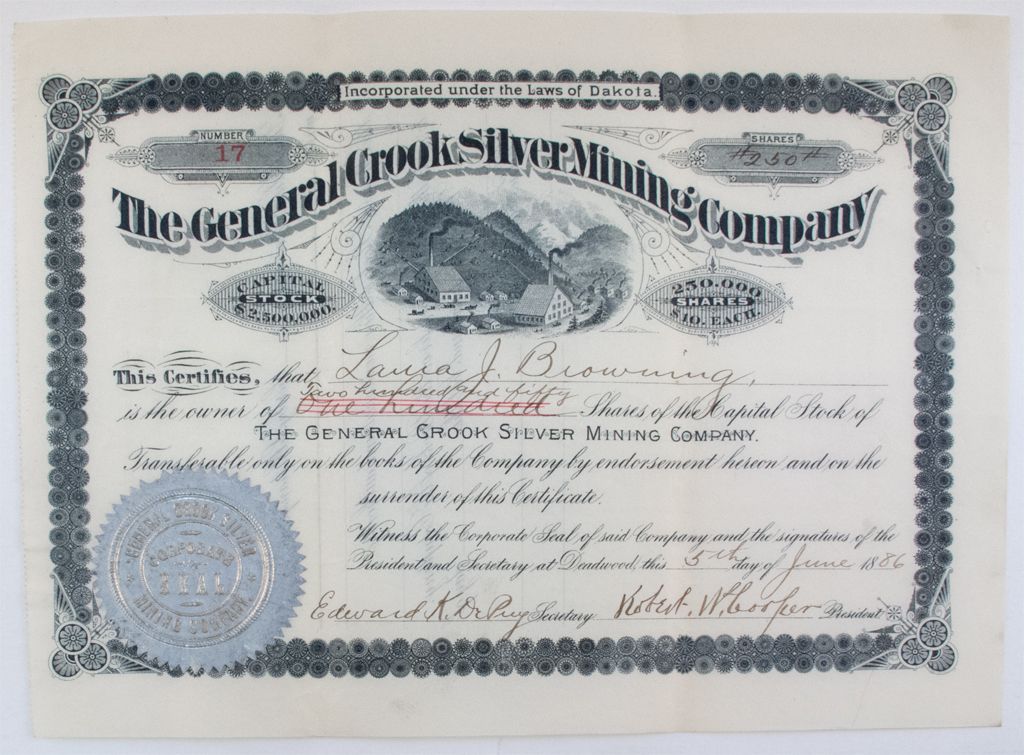 Incorporated under the Laws of Dakota.
NUMBER
17
SHARES
#250#
The General Crook Silver Mining Company
CAPITAL
STOCK
$2,500,000.
250,000
SHARES
$10. EACH.
This Certifies, that Laura J. Browning,
Two hundred and fifty
is the owner of One hundred Shares of the Capital Stock of
THE GENERAL CROOK SILVER MINING COMPANY.
Transferable only on the books of the Company by endorsement hereon and on the
surrender of this Certificate.
Witness the Corporate Seal of said Company and the signatures of the
President and Secretary at Deadwood, this 5th day of June 1886
Edward K. DePuy Secretary. Robert W. Cooper President
GENERAL CROOK SILVER
CORPORATE
SEAL
MINING COMPANY